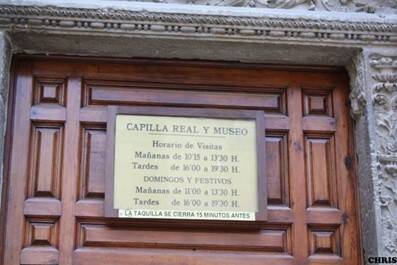 CAPILLA REAL Y MUSEO
Horario de Visitas
Mañanas de 10'15 a 13'30 H.
Tardes de 16'00 a 19'30 H.
DOMINGOS Y FESTIVOS
Mañanas de 11'00 a 13'30 H.
Tardes de 16'00 a 19'30 H.
LA TAQUILLA SE CIERRA 15 MINUTOS ANTES
CHRIS